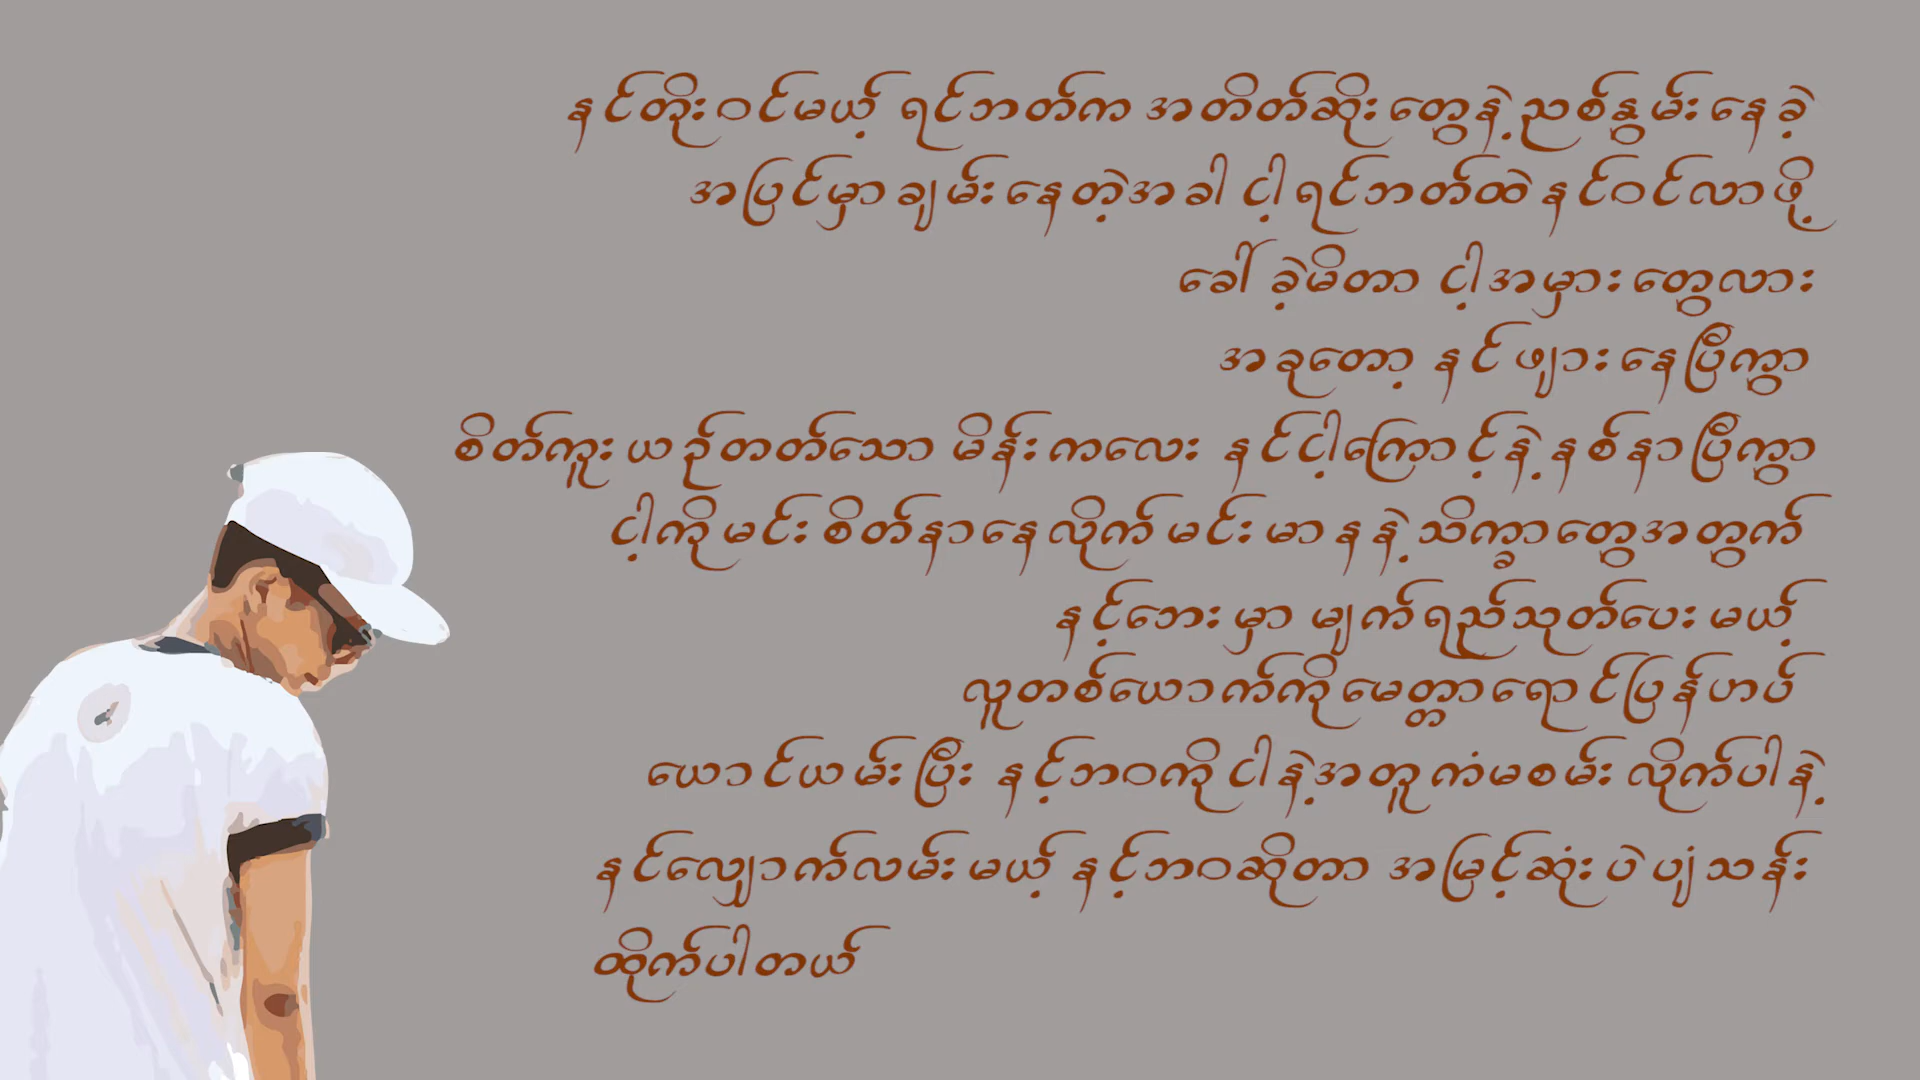 နင်တိုးဝင်မယ့် ရင်ဘတ်က အတိတ်ဆိုးတွေနဲ့ညစ်နွမ်းနေခဲ့
အပြင်မှာချမ်းနေတဲ့အခါ ငါ့ရင်ဘတ်ထဲနင်ဝင်လာဖို့
ခေါ်ခဲ့မိတာ ငါ့အမှားတွေလား
အခုတော့ နင်ဖျားနေပြီကွာ
စိတ်ကူးယဉ်တတ်သော မိန်းကလေး နင်ငါ့ကြောင့်နဲ့နစ်နာပြီကွာ
ငါ့ကိုမင်းစိတ်နာနေလိုက်မင်းမာနနဲ့သိက္ခာတွေအတွက်
နင့်ဘေးမှာ မျက်ရည်သုတ်ပေးမယ့်
လူတစ်ယောက်ကိုမေတ္တာရောင်ပြန်ဟပ်
ယောင်ယမ်းပြီး နင့်ဘဝကိုငါနဲ့အတူကံမစမ်းလိုက်ပါနဲ့
နင်လျှောက်လမ်းမယ့်နင့်ဘဝဆိုတာ အမြင့်ဆုံးပဲပျံသန်း
ထိုက်ပါတယ်